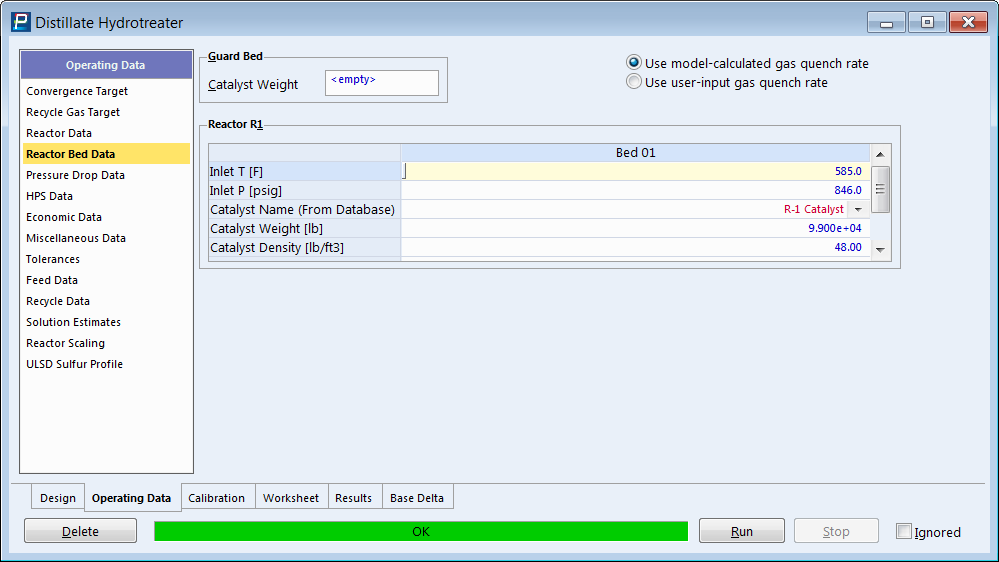 Distillate Hydrotreater
Operating Data
Convergence Target
Recycle Gas Target
Reactor Data
Reactor Bed Data
Pressure Drop Data
HPS Data
Economic Data
Miscellaneous Data
Tolerances
Feed Data
Recycle Data
Solution Estimates
Reactor Scaling
ULSD Sulfur Profile
Guard Bed
Catalyst Weight <empty>
Use model-calculated gas quench rate
Use user-input gas quench rate
Reactor R1
Bed 01
Inlet T [F] 585.0
Inlet P [psig] 846.0
Catalyst Name (From Database) R-1 Catalyst
Catalyst Weight [lb] 9.900e+04
Catalyst Density [lb/ft3] 48.00
Design Operating Data Calibration Worksheet Results Base Delta
Delete OK Run Stop Ignored